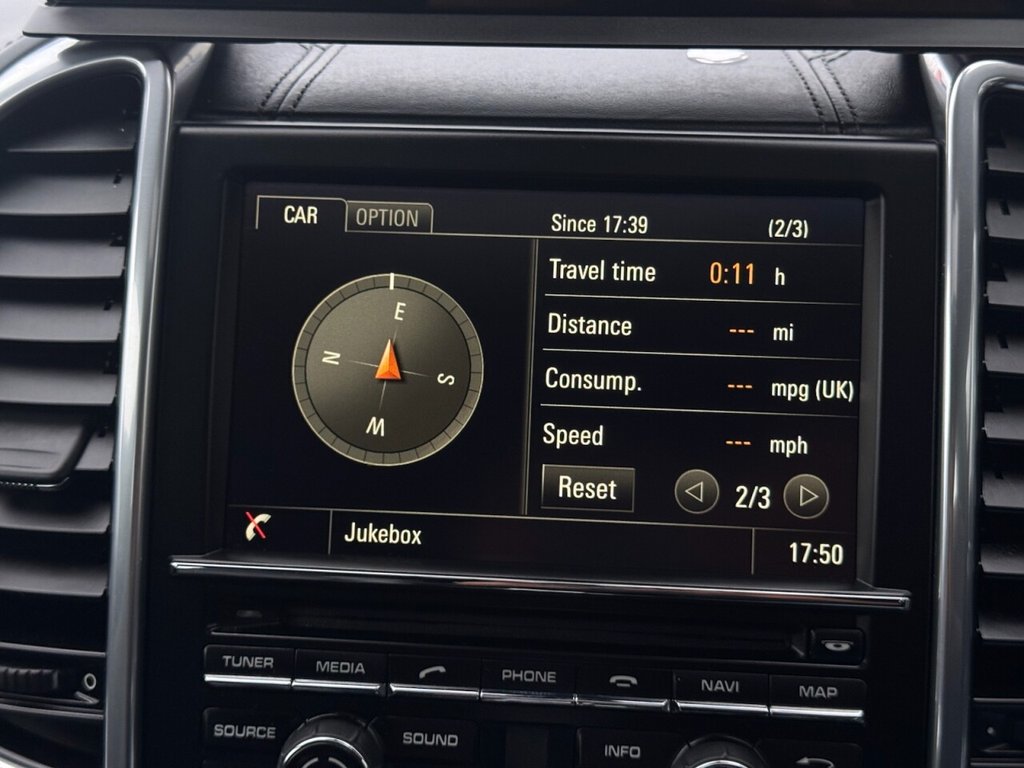 CAR OPTION Since 17:39 (2/3)
Travel time 0:11 h
Distance --- mi
Consump. --- mpg (UK)
Speed --- mph
E
N S
W
Reset 2/3
Jukebox 17:50
TUNER MEDIA PHONE NAVI MAP
SOURCE SOUND INFO
0